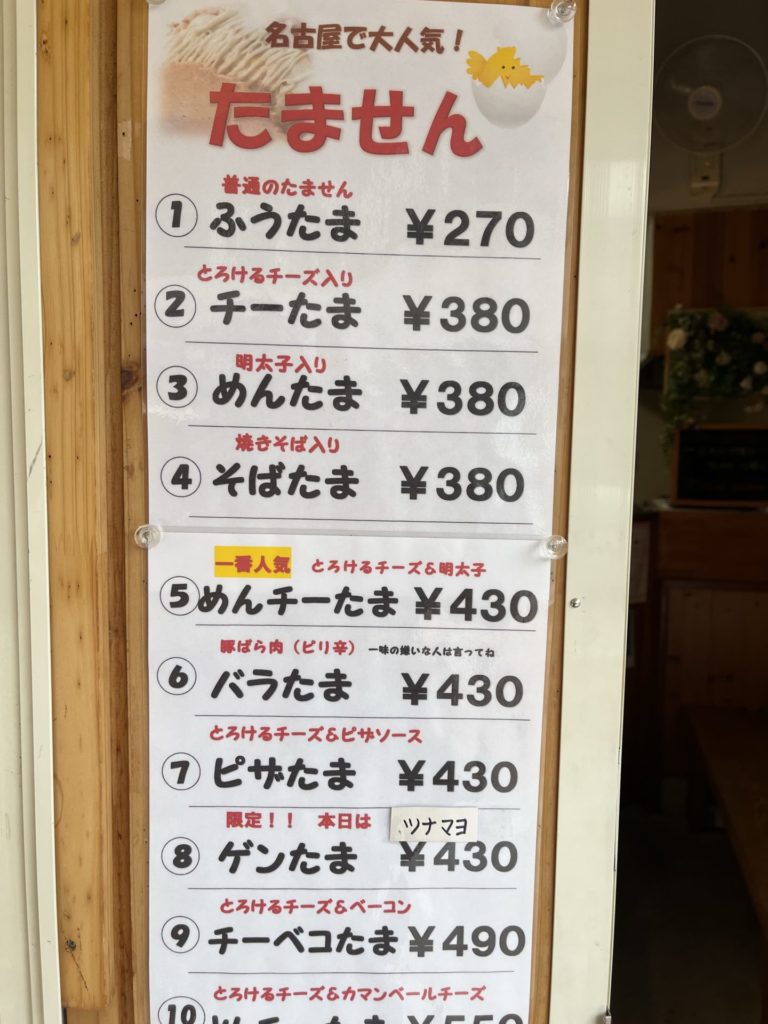 名古屋で大人気！
たません
普通のたません
① ふうたま ￥270
とろけるチーズ入り
② チーたま ￥380
明太子入り
③ めんたま ￥380
焼きそば入り
④ そばたま ￥380
一番人気 とろけるチーズ＆明太子
⑤ めんチーたま ￥430
豚ばら肉（ピリ辛） 一味の嫌いな人は言ってね
⑥ バラたま ￥430
とろけるチーズ＆ピザソース
⑦ ピザたま ￥430
限定！！ 本日は ツナマヨ
⑧ ゲンたま ￥430
とろけるチーズ＆ベーコン
⑨ チーベコたま ￥490
とろけるチーズ＆カマンベールチーズ
⑩ ￥550